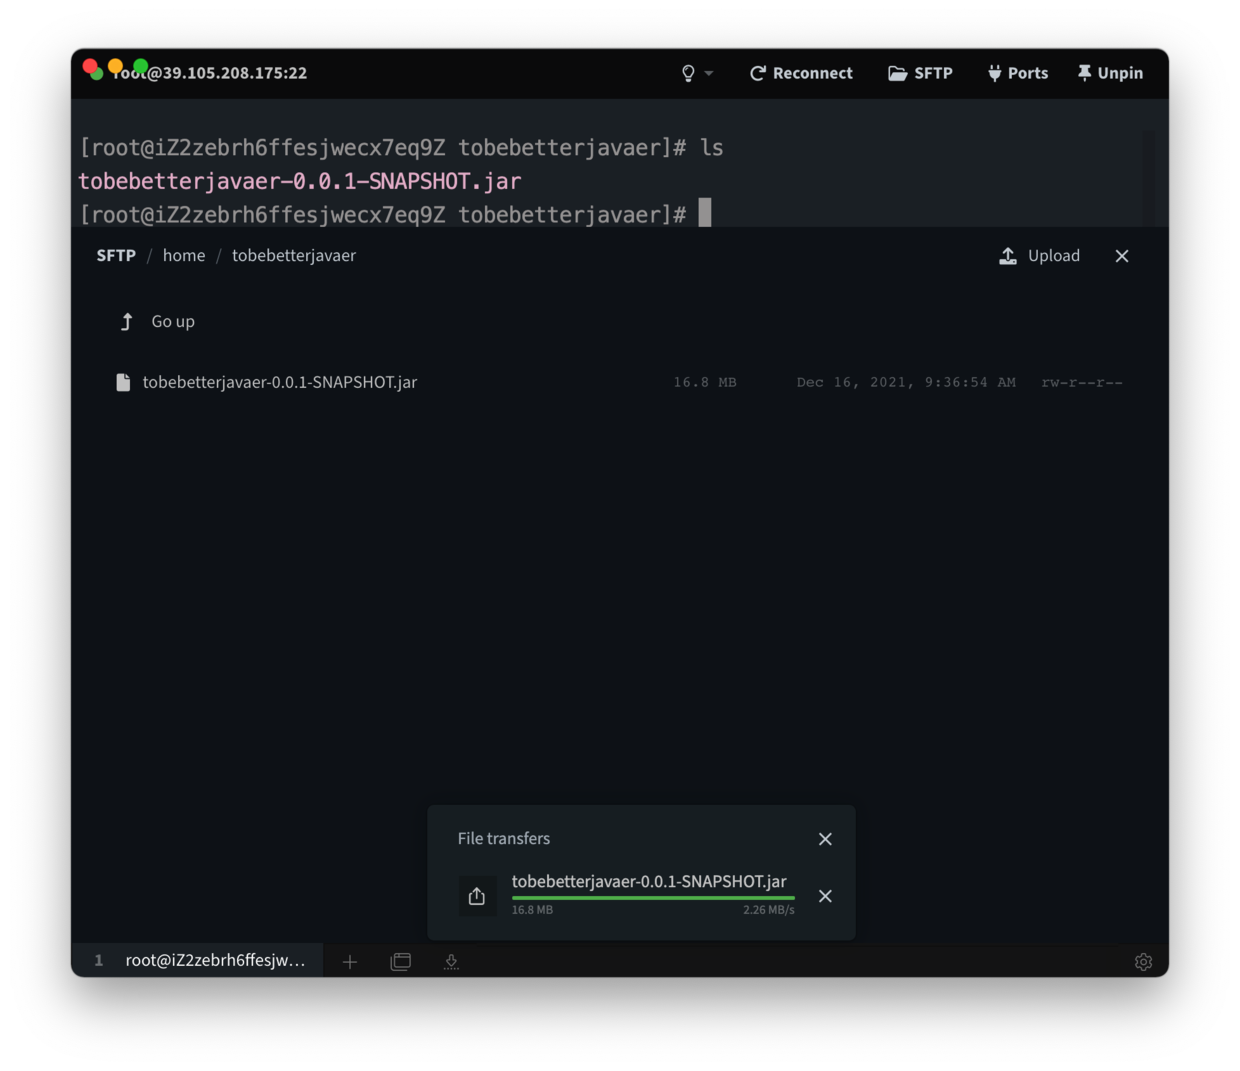 root@39.105.208.175:22 Reconnect SFTP Ports Unpin
[root@iZ2zebrh6ffesjwecx7eq9Z tobebetterjavaer]# ls
tobebetterjavaer-0.0.1-SNAPSHOT.jar
[root@iZ2zebrh6ffesjwecx7eq9Z tobebetterjavaer]#
SFTP / home / tobebetterjavaer Upload
Go up
tobebetterjavaer-0.0.1-SNAPSHOT.jar 16.8 MB Dec 16, 2021, 9:36:54 AM rw-r--r--
File transfers
tobebetterjavaer-0.0.1-SNAPSHOT.jar
16.8 MB 2.26 MB/s
1 root@iZ2zebrh6ffesjw...